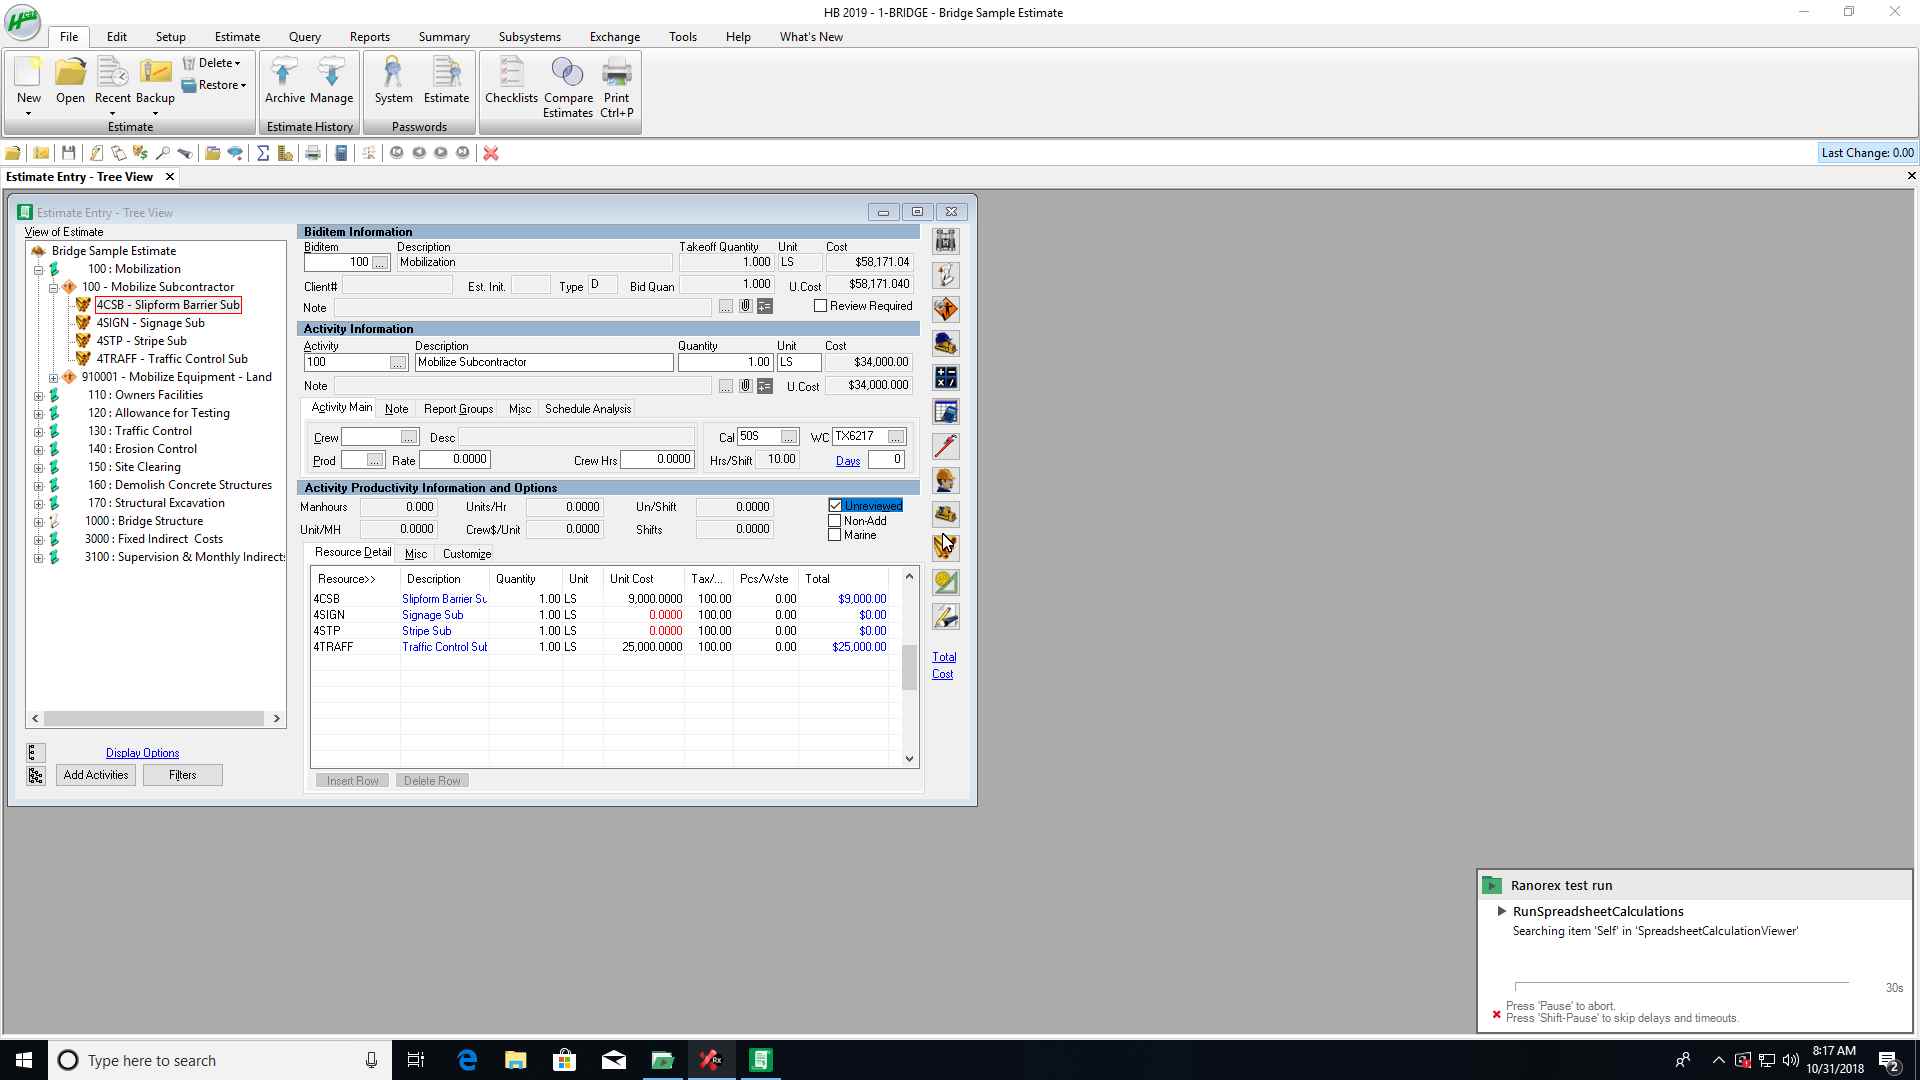 HB 2019 - 1-BRIDGE - Bridge Sample Estimate
File Edit Setup Estimate Query Reports Summary Subsystems Exchange Tools Help What's New
New Open Recent Backup Delete Restore
Estimate
Archive Manage
Estimate History
System Estimate
Passwords
Checklists Compare Estimates Print Ctrl+P
Last Change: 0.00
Estimate Entry - Tree View
Estimate Entry - Tree View
View of Estimate
Bridge Sample Estimate
100 : Mobilization
100 - Mobilize Subcontractor
4CSB - Slipform Barrier Sub
4SIGN - Signage Sub
4STP - Stripe Sub
4TRAFF - Traffic Control Sub
910001 - Mobilize Equipment - Land
110 : Owners Facilities
120 : Allowance for Testing
130 : Traffic Control
140 : Erosion Control
150 : Site Clearing
160 : Demolish Concrete Structures
170 : Structural Excavation
1000 : Bridge Structure
3000 : Fixed Indirect Costs
3100 : Supervision & Monthly Indirects
Display Options
Add Activities Filters
Biditem Information
Biditem Description Takeoff Quantity Unit Cost
100 ... Mobilization 1.000 LS $58,171.04
Client# Est. Init. Type D Bid Quan 1.000 U.Cost $58,171.040
Note ... Review Required
Activity Information
Activity Description Quantity Unit Cost
100 ... Mobilize Subcontractor 1.00 LS $34,000.00
Note ... U.Cost $34,000.000
Activity Main Note Report Groups Misc Schedule Analysis
Crew ... Desc Cal 50S ... WC TX6217 ...
Prod ... Rate 0.0000 Crew Hrs 0.0000 Hrs/Shift 10.00 Days 0
Activity Productivity Information and Options
Manhours 0.000 Units/Hr 0.0000 Un/Shift 0.0000 Unreviewed
Non-Add
Unit/MH 0.0000 Crew$/Unit 0.0000 Shifts 0.0000 Marine
Resource Detail Misc Customize
Resource>> Description Quantity Unit Unit Cost Tax/... Pcs/Wste Total
4CSB Slipform Barrier Su 1.00 LS 9,000.0000 100.00 0.00 $9,000.00
4SIGN Signage Sub 1.00 LS 0.0000 100.00 0.00 $0.00
4STP Stripe Sub 1.00 LS 0.0000 100.00 0.00 $0.00
4TRAFF Traffic Control Sub 1.00 LS 25,000.0000 100.00 0.00 $25,000.00
Insert Row Delete Row
Total
Cost
Ranorex test run
RunSpreadsheetCalculations
Searching item 'Self' in 'SpreadsheetCalculationViewer'
30s
Press 'Pause' to abort.
Press 'Shift-Pause' to skip delays and timeouts.
Type here to search
8:17 AM
10/31/2018
2